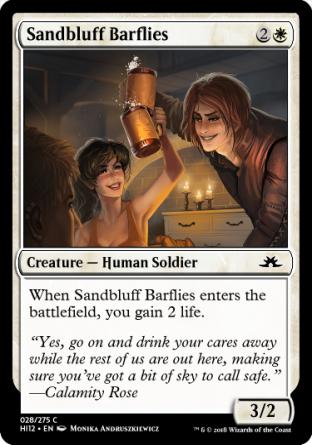 Sandbluff Barflies 2
Creature — Human Soldier
When Sandbluff Barflies enters the
battlefield, you gain 2 life.
“Yes, go on and drink your cares away
while the rest of us are out here, making
sure you’ve got a bit of sky to call safe.”
—Calamity Rose
3/2
028/275 C
HI12 • EN Monika Andruszkiewicz
™ & © 2018 Wizards of the Coast